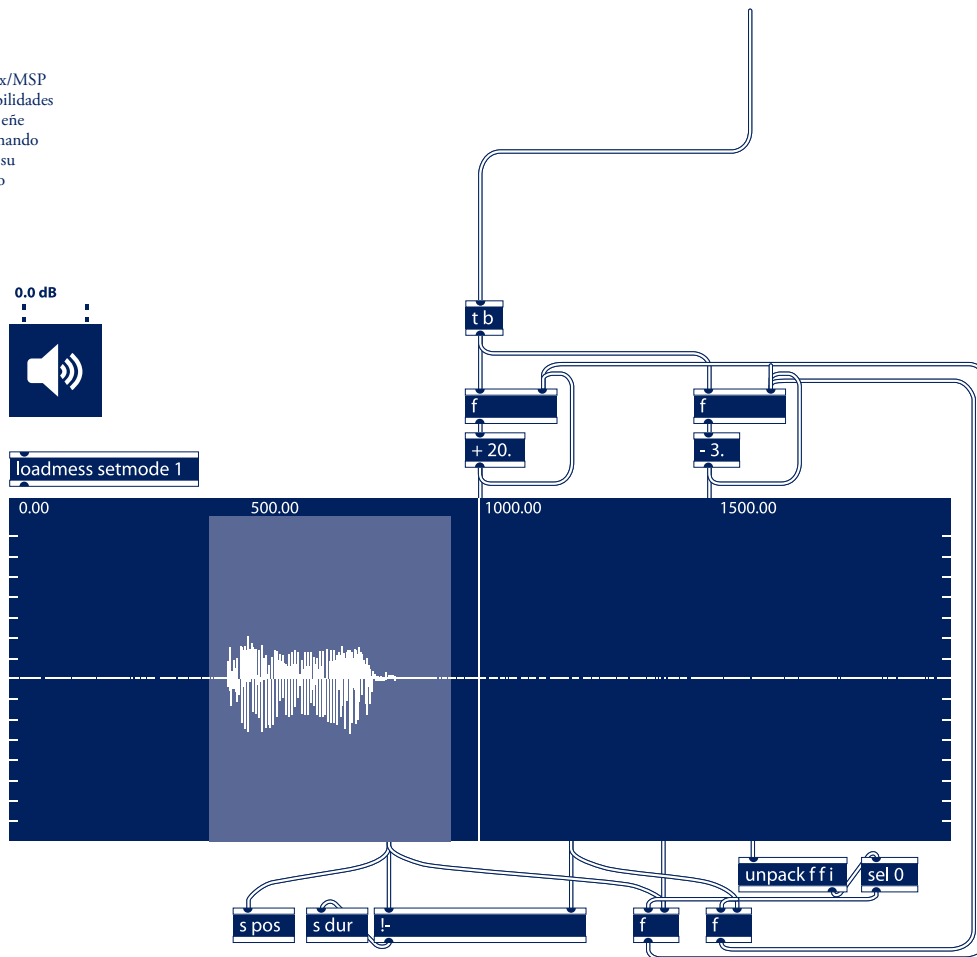 x/MSP
bilidades
eñe
nando
su
o
0.0 dB
t b
f
f
+ 20.
- 3.
loadmess setmode 1
0.00 500.00 1000.00 1500.00
unpack f f i
sel 0
s pos
s dur
!-
f
f